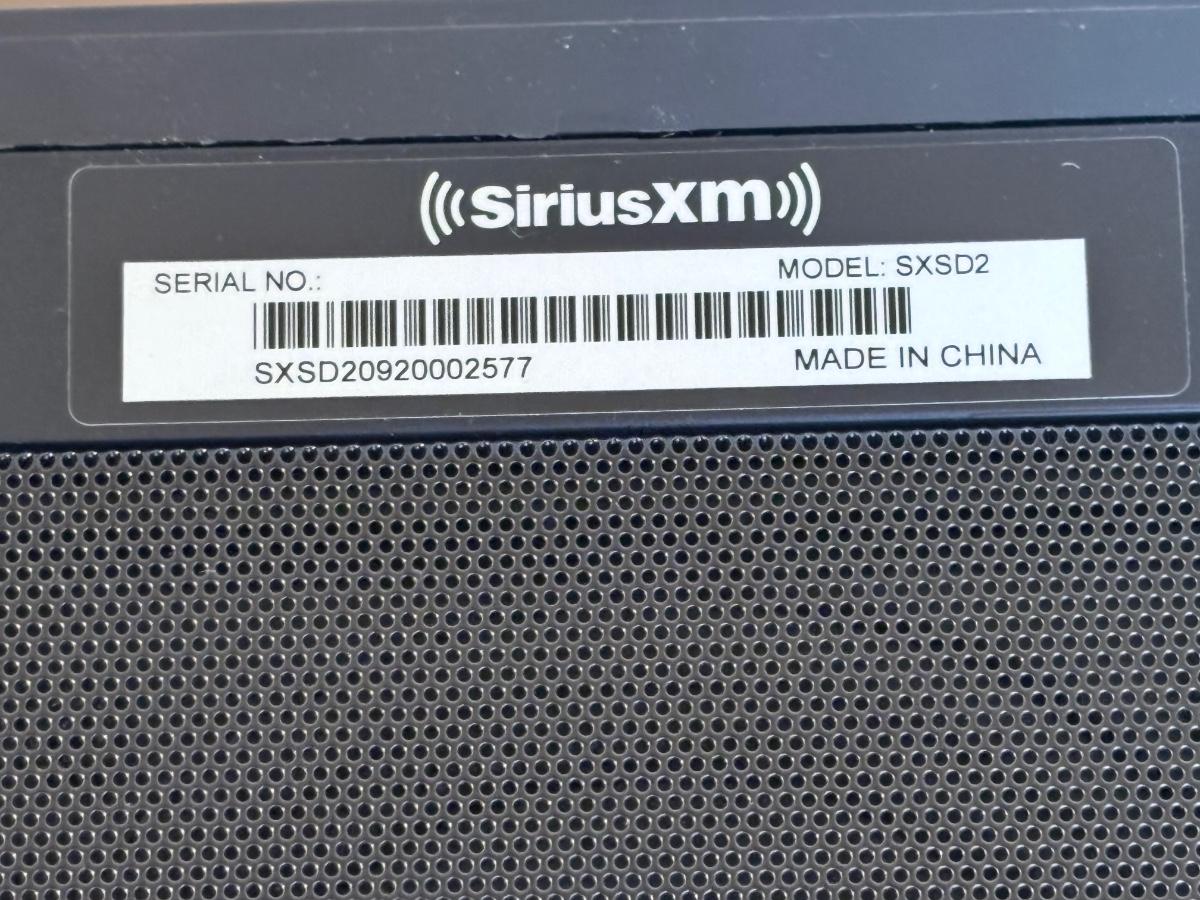 SiriusXm
SERIAL NO.:
MODEL: SXSD2
SXSD20920002577
MADE IN CHINA